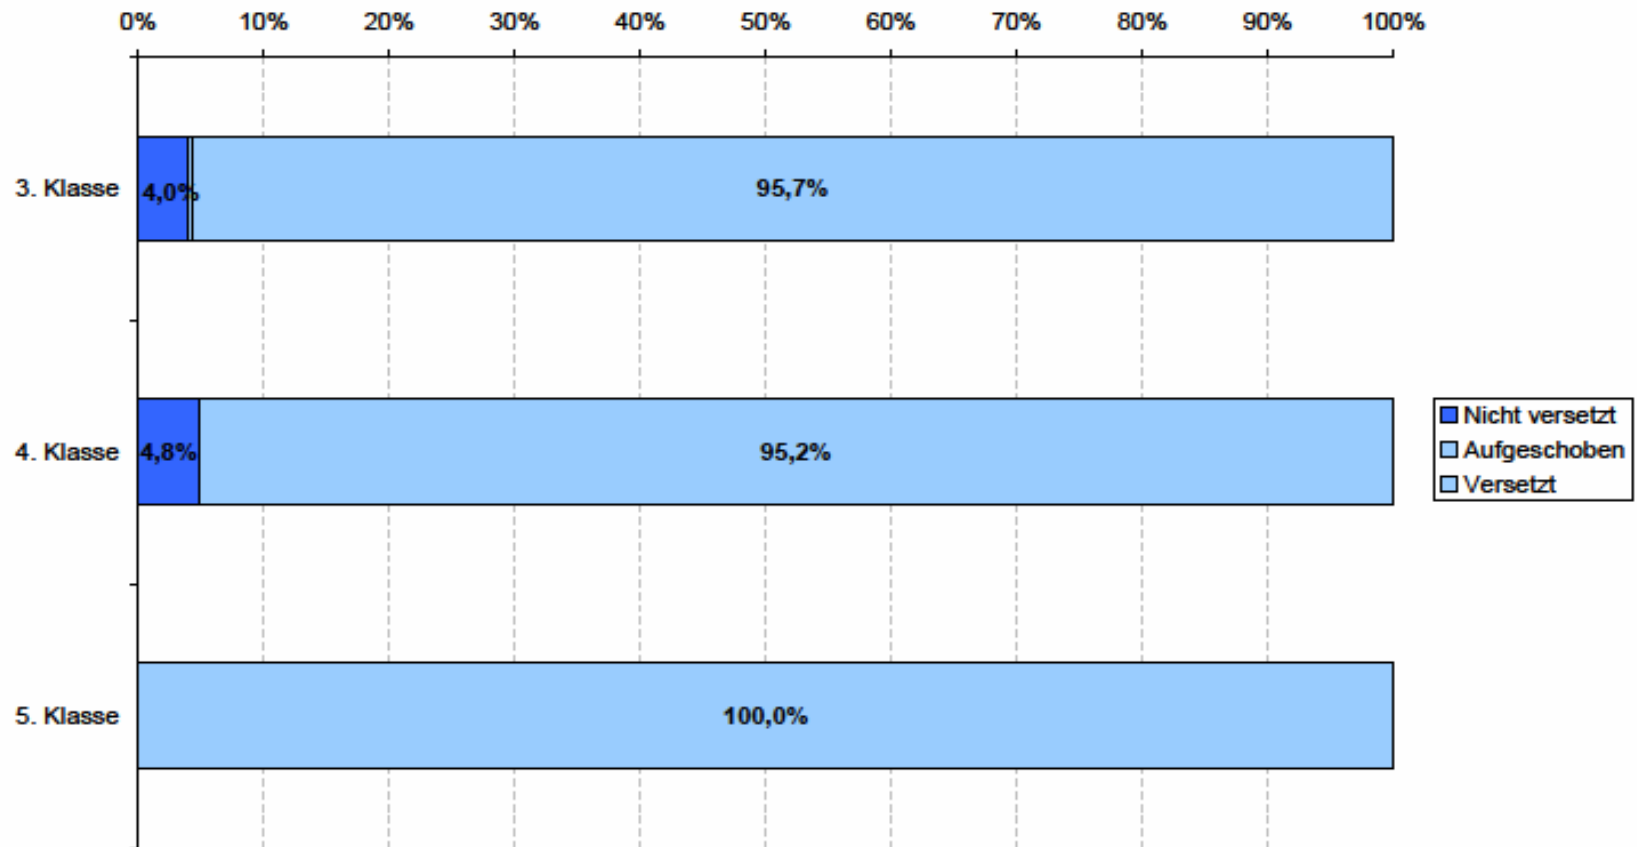 0% 10% 20% 30% 40% 50% 60% 70% 80% 90% 100%
3. Klasse 4,0% 95,7%
4. Klasse 4,8% 95,2%
Nicht versetzt
Aufgeschoben
Versetzt
5. Klasse 100,0%